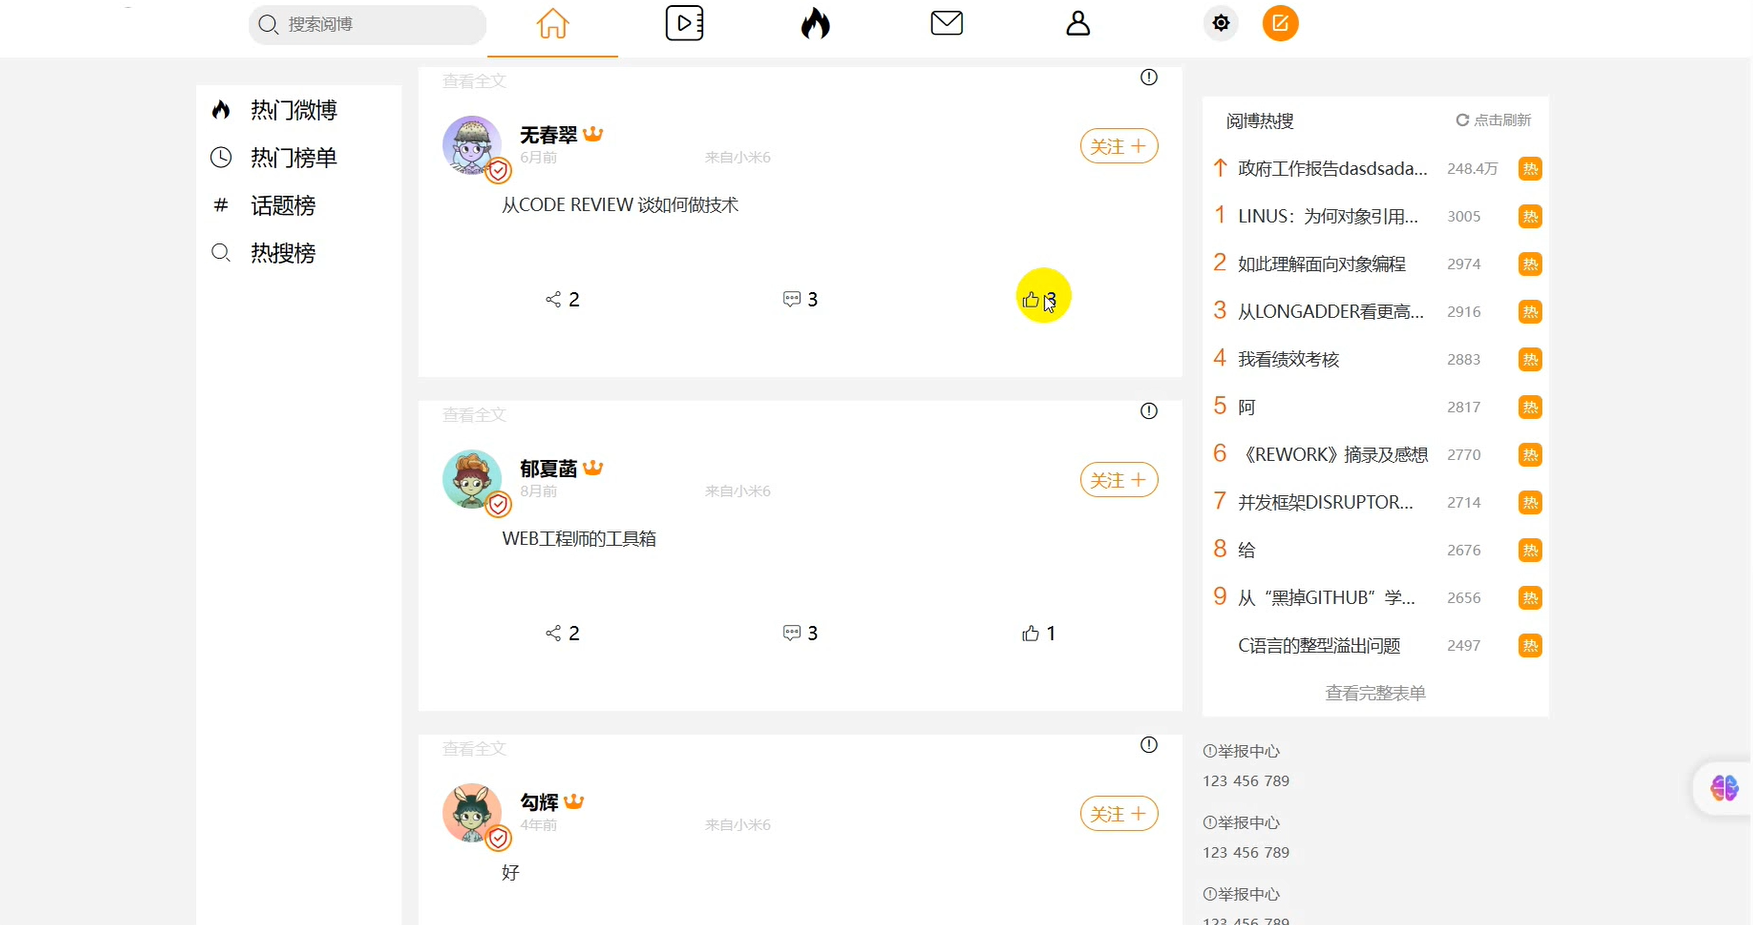 搜索阅博
热门微博
热门榜单
# 话题榜
热搜榜
查看全文
无春翠
6月前 来自小米6
关注 +
从CODE REVIEW 谈如何做技术
2 3 3
查看全文
郁夏菡
8月前 来自小米6
关注 +
WEB工程师的工具箱
2 3 1
查看全文
勾辉
4年前 来自小米6
关注 +
好
阅博热搜 点击刷新
政府工作报告dasdsada... 248.4万 热
1 LINUX：为何对象引用... 3005 热
2 如此理解面向对象编程 2974 热
3 从LONGADDER看更高... 2916 热
4 我看绩效考核 2883 热
5 阿 2817 热
6 《REWORK》摘录及感想 2770 热
7 并发框架DISRUPTOR... 2714 热
8 给 2676 热
9 从“黑掉GITHUB”学... 2656 热
C语言的整型溢出问题 2497 热
查看完整表单
举报中心
123 456 789
举报中心
123 456 789
举报中心
123 456 789